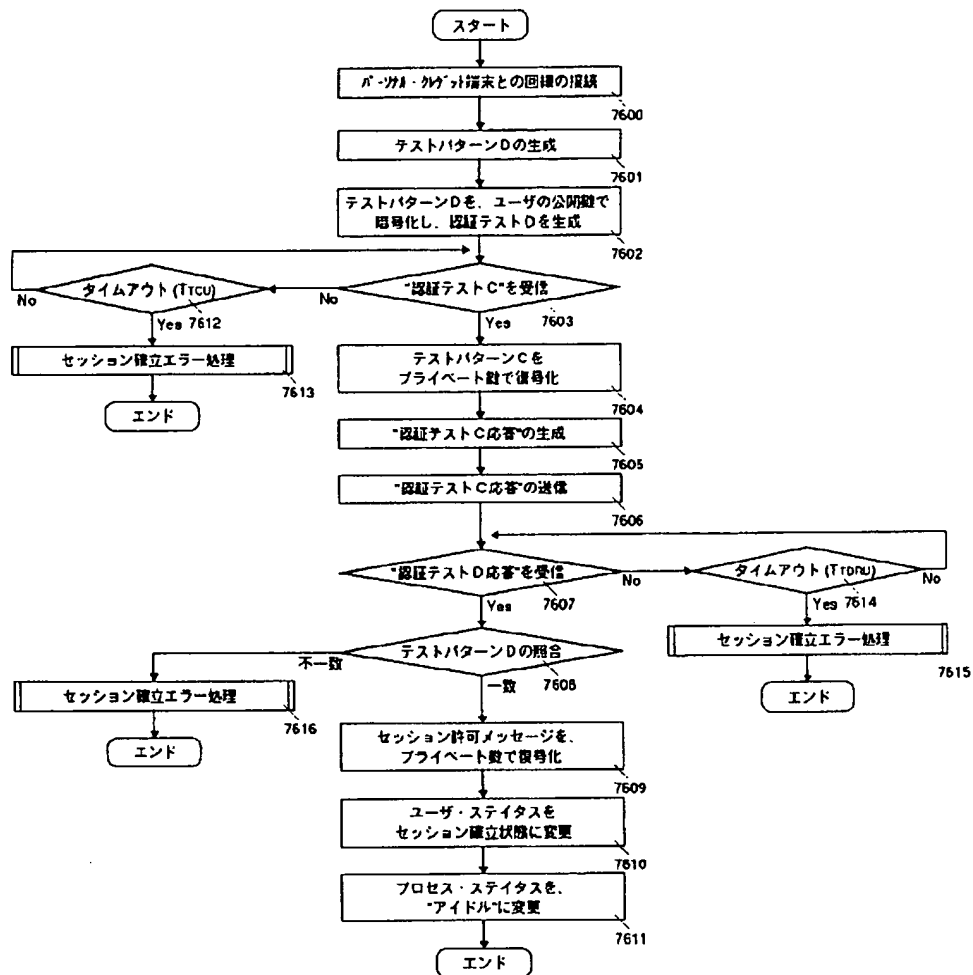 スタート
パーソナル・クレジット端末との回線の接続
7600
テストパターンDの生成
7601
テストパターンDを、ユーザの公開鍵で
暗号化し、認証テストDを生成
7602
"認証テストC"を受信
7603
No
Yes
タイムアウト(TTCU)
7612
No
Yes
セッション確立エラー処理
7613
エンド
テストパターンCを
プライベート鍵で復号化
7604
"認証テストC応答"の生成
7605
"認証テストC応答"の送信
7606
"認証テストD応答"を受信
7607
No
Yes
タイムアウト(TTDRU)
7614
No
Yes
セッション確立エラー処理
7615
エンド
テストパターンDの照合
7608
不一致
一致
セッション確立エラー処理
7616
エンド
セッション許可メッセージを、
プライベート鍵で復号化
7609
ユーザ・ステイタスを
セッション確立状態に変更
7610
プロセス・ステイタスを、
"アイドル"に変更
7611
エンド